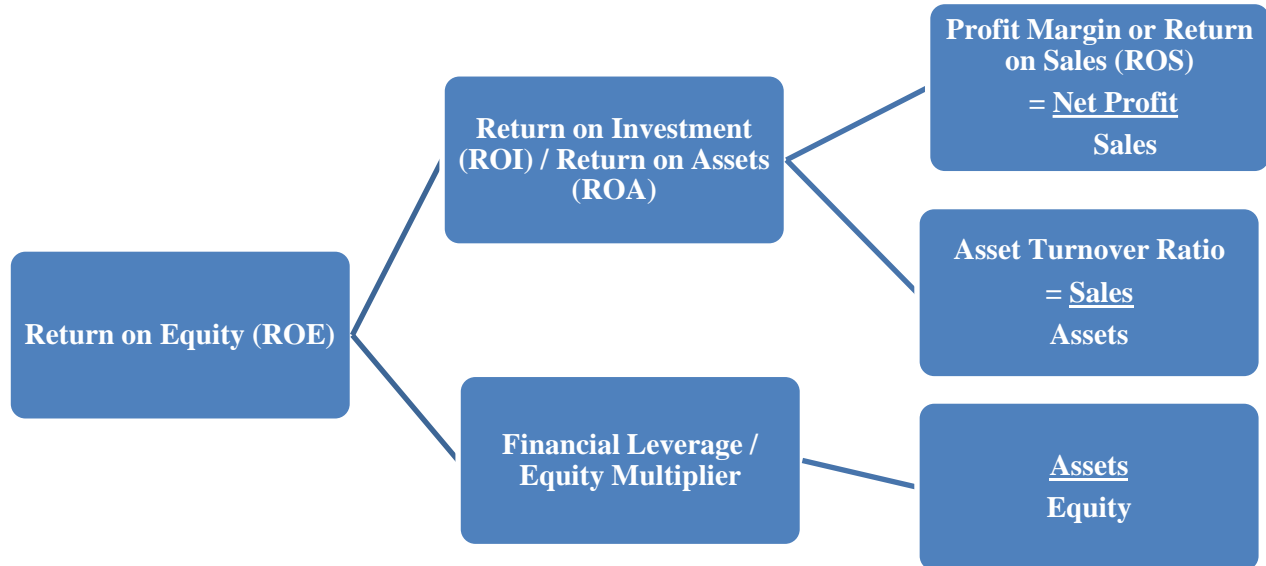 Return on Equity (ROE)
Return on Investment
(ROI) / Return on Assets
(ROA)
Financial Leverage /
Equity Multiplier
Profit Margin or Return
on Sales (ROS)
= Net Profit
Sales
Asset Turnover Ratio
= Sales
Assets
Assets
Equity